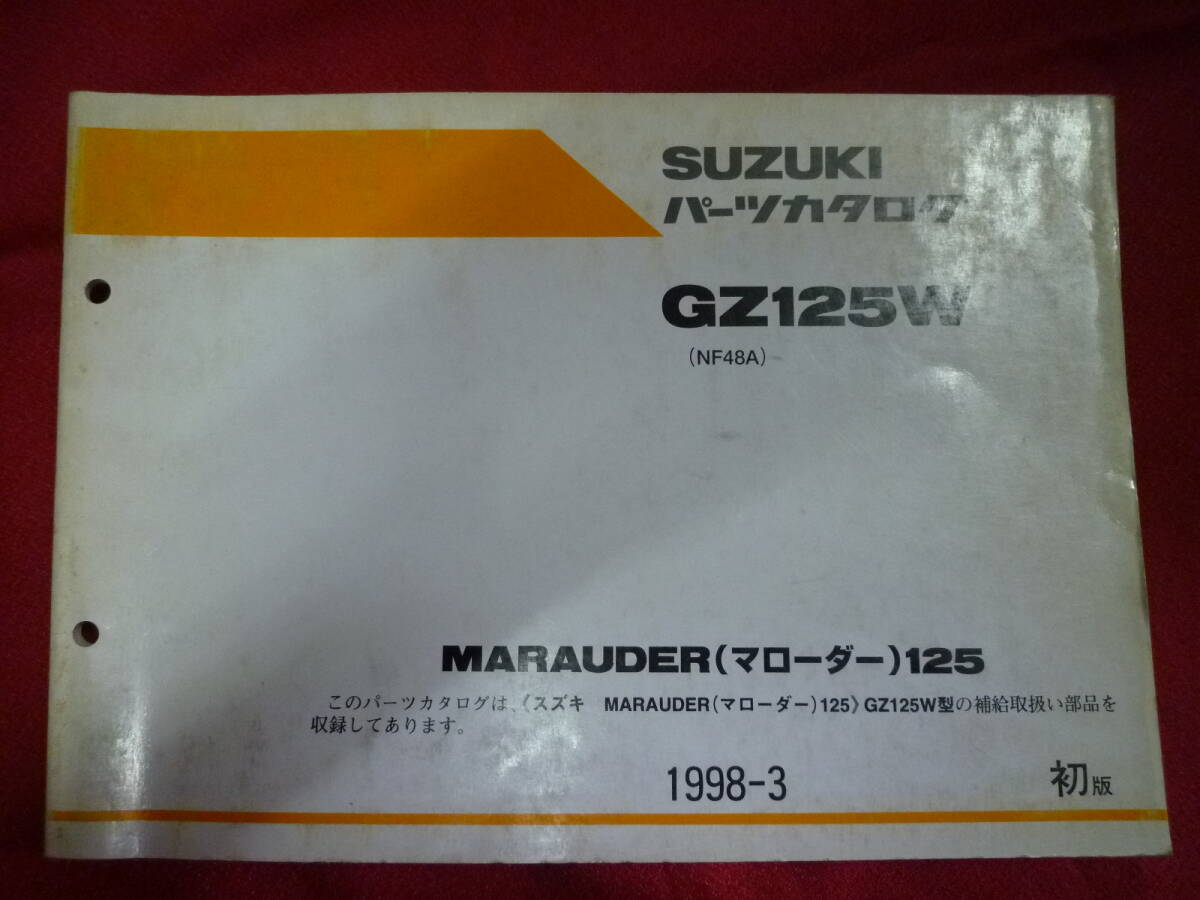 SUZUKI
パーツカタログ
GZ125W
(NF48A)
MARAUDER(マローダー)125
このパーツカタログは、《スズキ　MARAUDER(マローダー)125》GZ125W型の補給取扱い部品を
収録してあります。
1998-3
初版